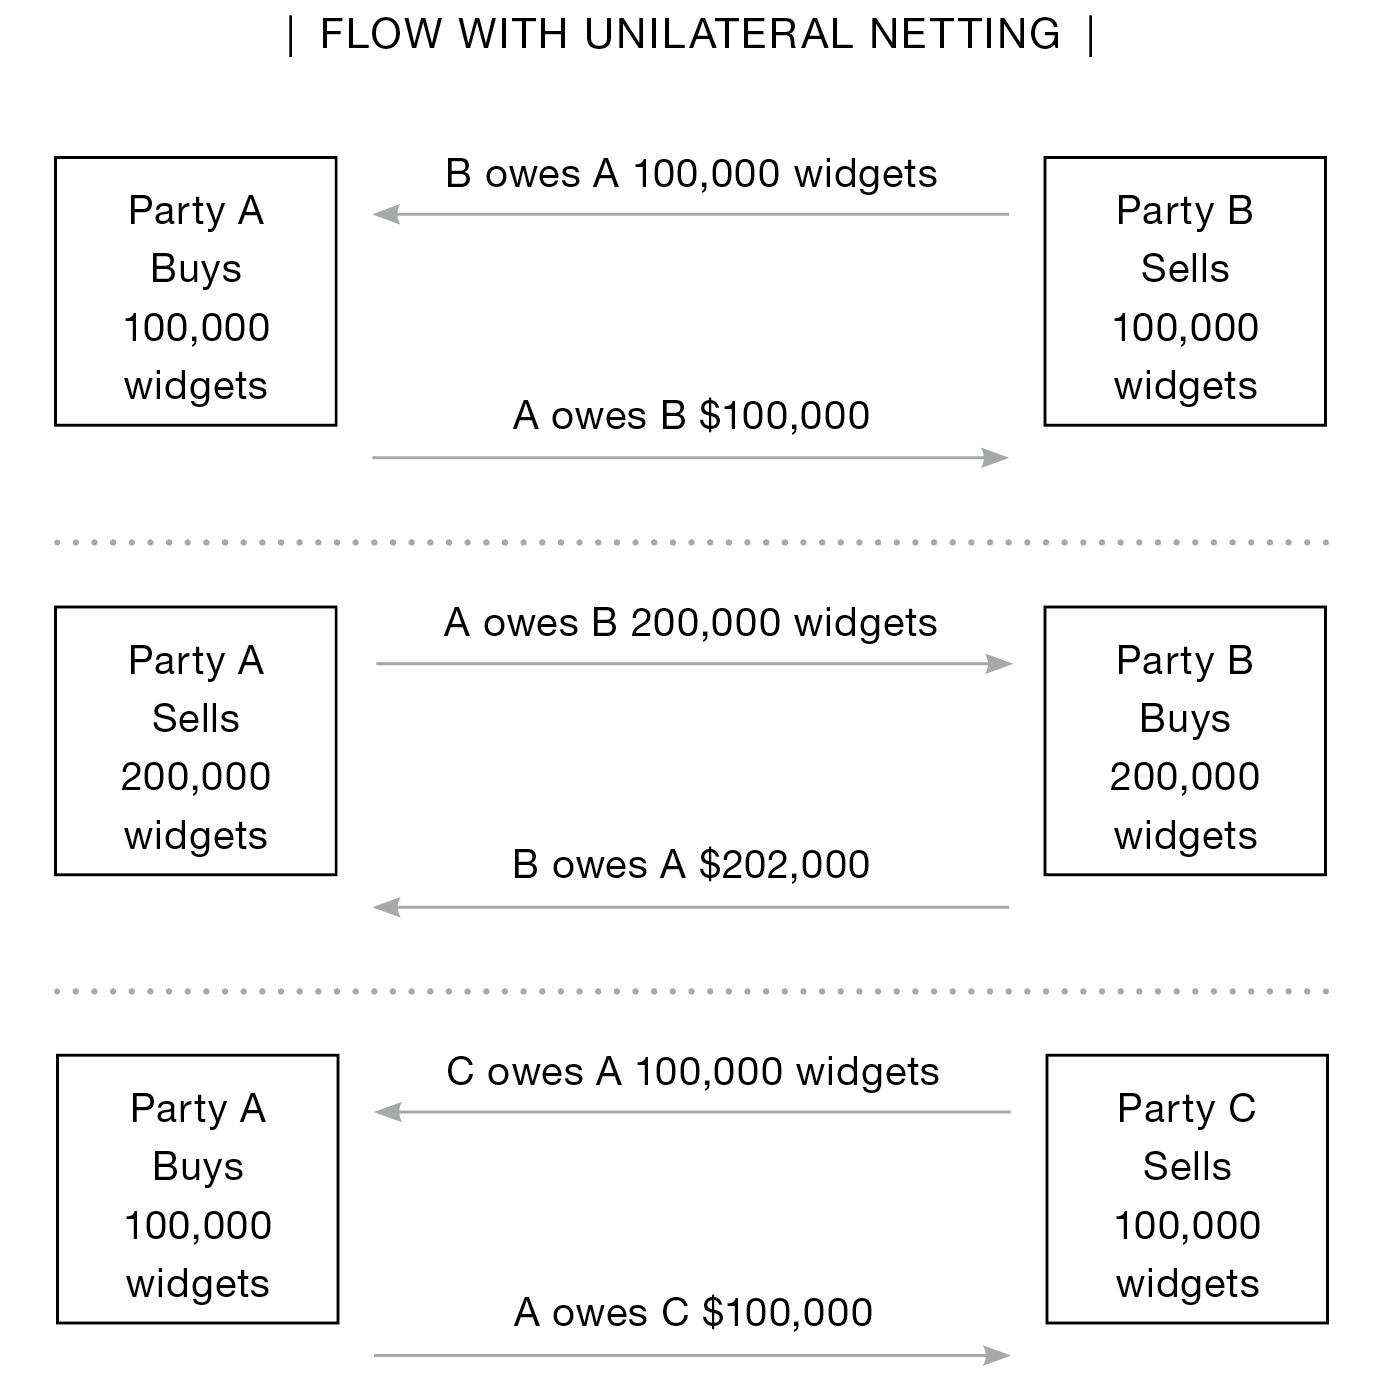 | FLOW WITH UNILATERAL NETTING |
B owes A 100,000 widgets
Party A
Buys
100,000
widgets
Party B
Sells
100,000
widgets
A owes B $100,000
A owes B 200,000 widgets
Party A
Sells
200,000
widgets
Party B
Buys
200,000
widgets
B owes A $202,000
C owes A 100,000 widgets
Party A
Buys
100,000
widgets
Party C
Sells
100,000
widgets
A owes C $100,000